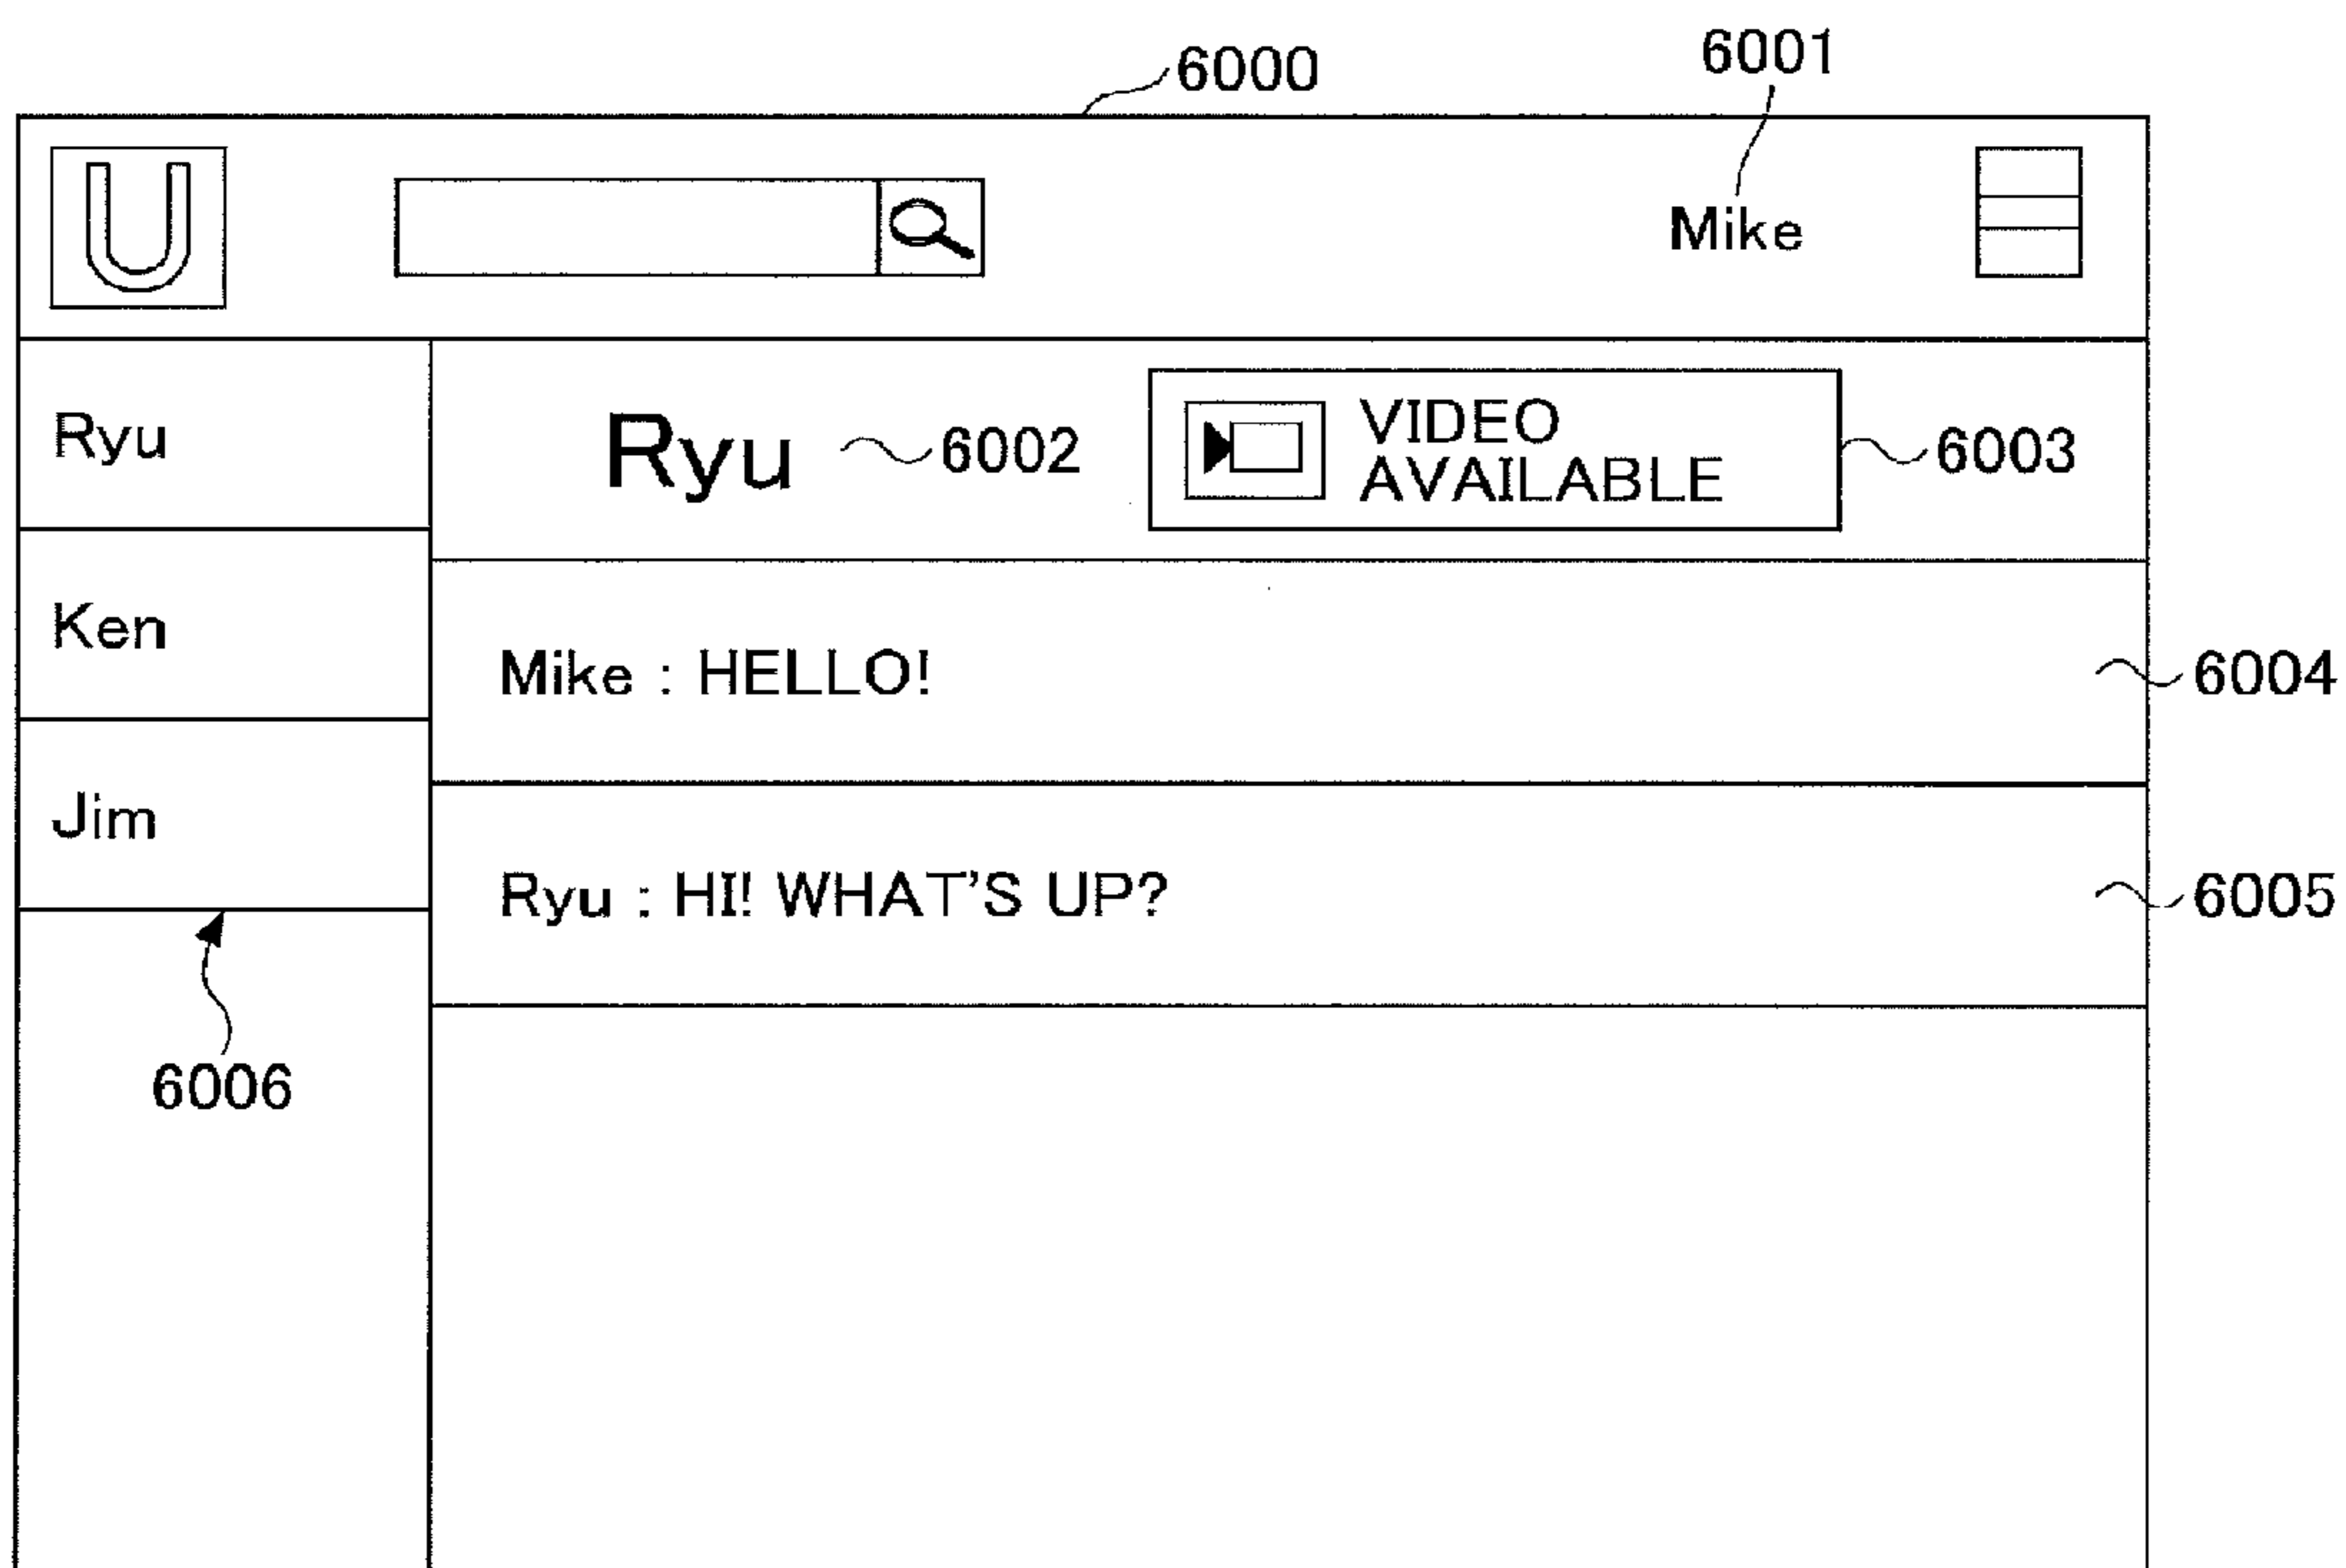 6000
6001
U
Mike
Ryu
Ken
Jim
6006
Ryu
6002
VIDEO
AVAILABLE
6003
Mike : HELLO!
6004
Ryu : HI! WHAT'S UP?
6005